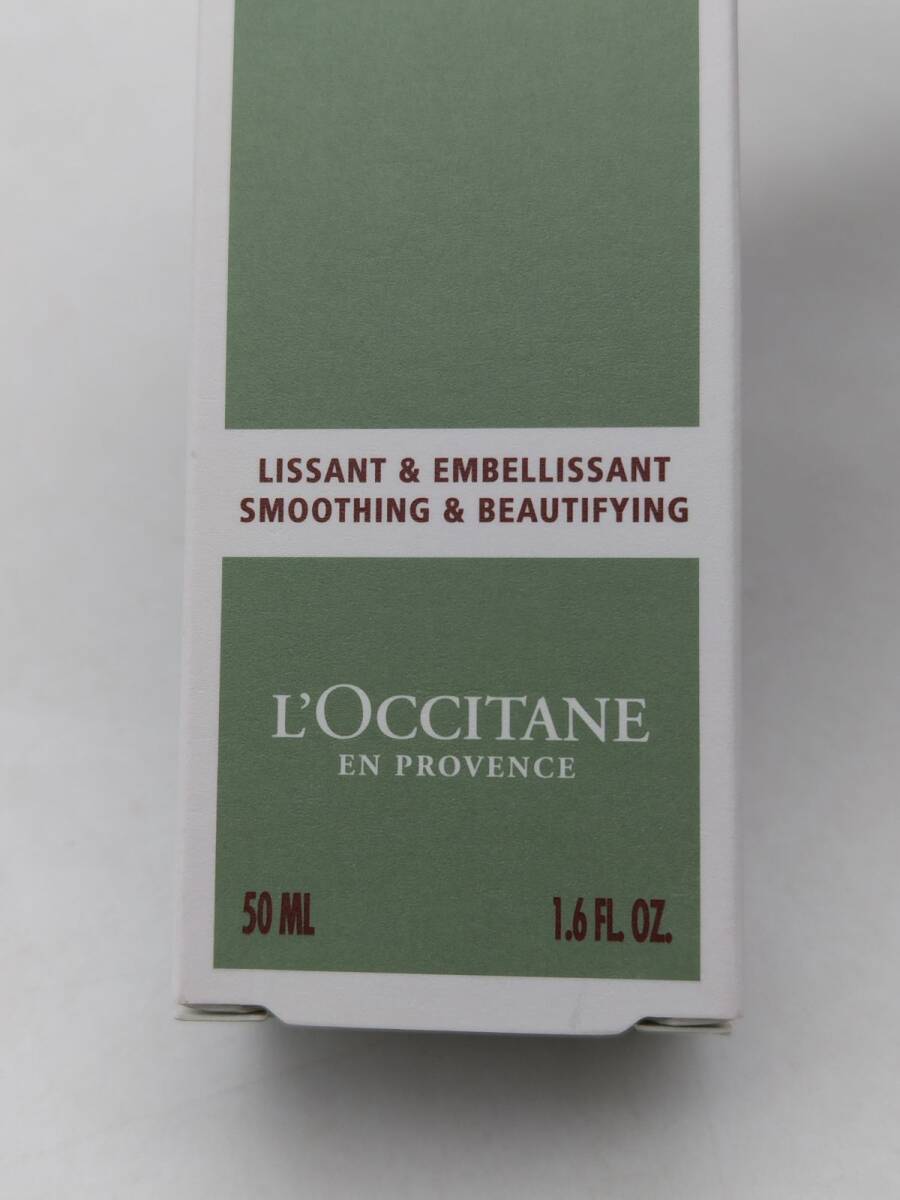 LISSANT & EMBELLISSANT
SMOOTHING & BEAUTIFYING
L'OCCITANE
EN PROVENCE
50 ML 1.6 FL. OZ.